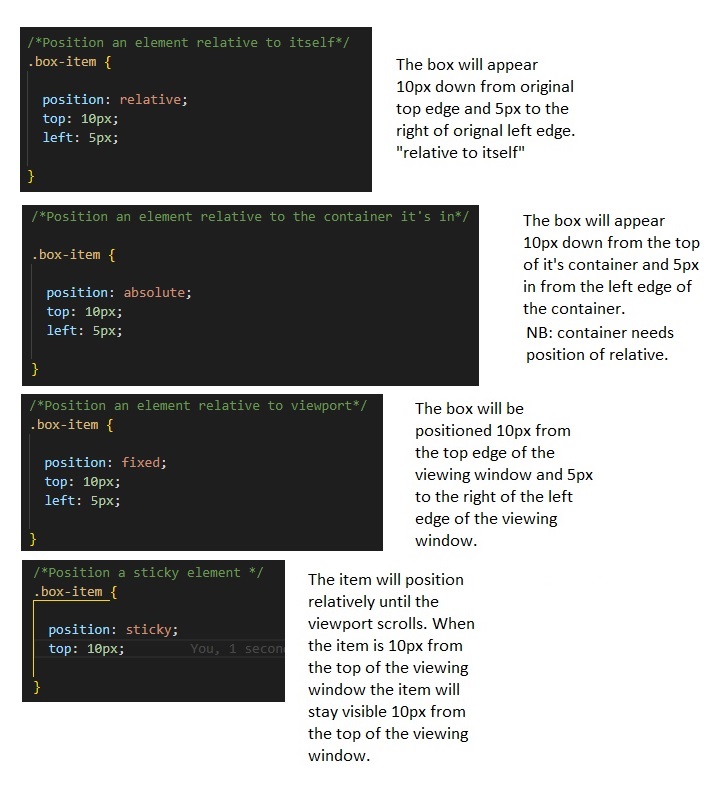 /*Position an element relative to itself*/
.box-item {
position: relative;
top: 10px;
left: 5px;
}
The box will appear
10px down from original
top edge and 5px to the
right of orignal left edge.
"relative to itself"
/*Position an element relative to the container it's in*/
.box-item {
position: absolute;
top: 10px;
left: 5px;
}
The box will appear
10px down from the top
of it's container and 5px
in from the left edge of
the container.
NB: container needs
position of relative.
/*Position an element relative to viewport*/
.box-item {
position: fixed;
top: 10px;
left: 5px;
}
The box will be
positioned 10px from
the top edge of the
viewing window and 5px
to the right of the left
edge of the viewing
window.
/*Position a sticky element */
.box-item {
position: sticky;
top: 10px; You, 1 secon
}
The item will position
relatively until the
viewport scrolls. When
the item is 10px from
the top of the viewing
window the item will
stay visible 10px from
the top of the viewing
window.